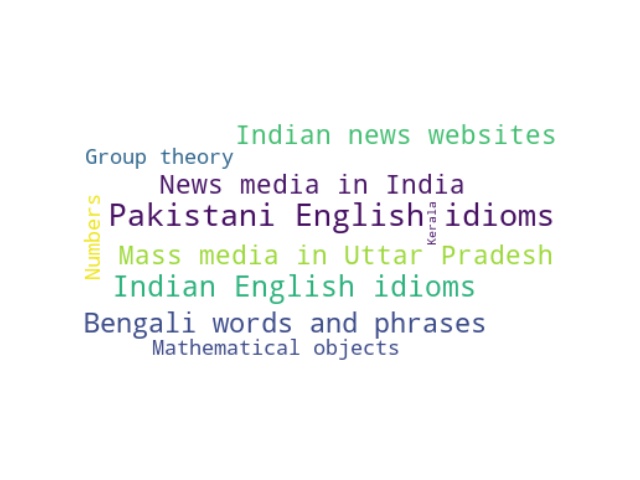 Indian news websites
Group theory
News media in India
Numbers
Pakistani English idioms
Kerala
Mass media in Uttar Pradesh
Indian English idioms
Bengali words and phrases
Mathematical objects